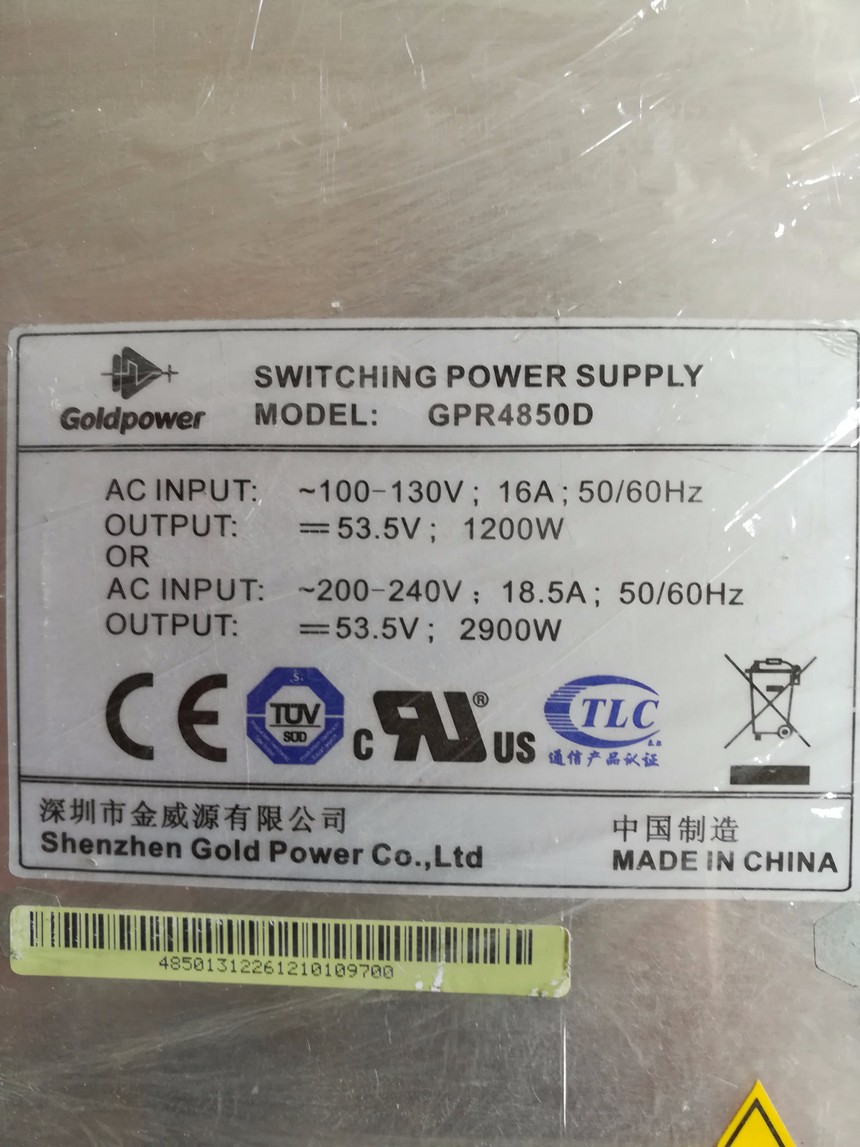 Goldpower
SWITCHING POWER SUPPLY
MODEL: GPR4850D
AC INPUT: ~100-130V; 16A; 50/60Hz
OUTPUT: ⎓53.5V; 1200W
OR
AC INPUT: ~200-240V; 18.5A; 50/60Hz
OUTPUT: ⎓53.5V; 2900W
CE
TÜV
SÜD
c RU® US
TLC
通信产品认证
深圳市金威源有限公司
Shenzhen Gold Power Co.,Ltd
中国制造
MADE IN CHINA
48501312261210109700